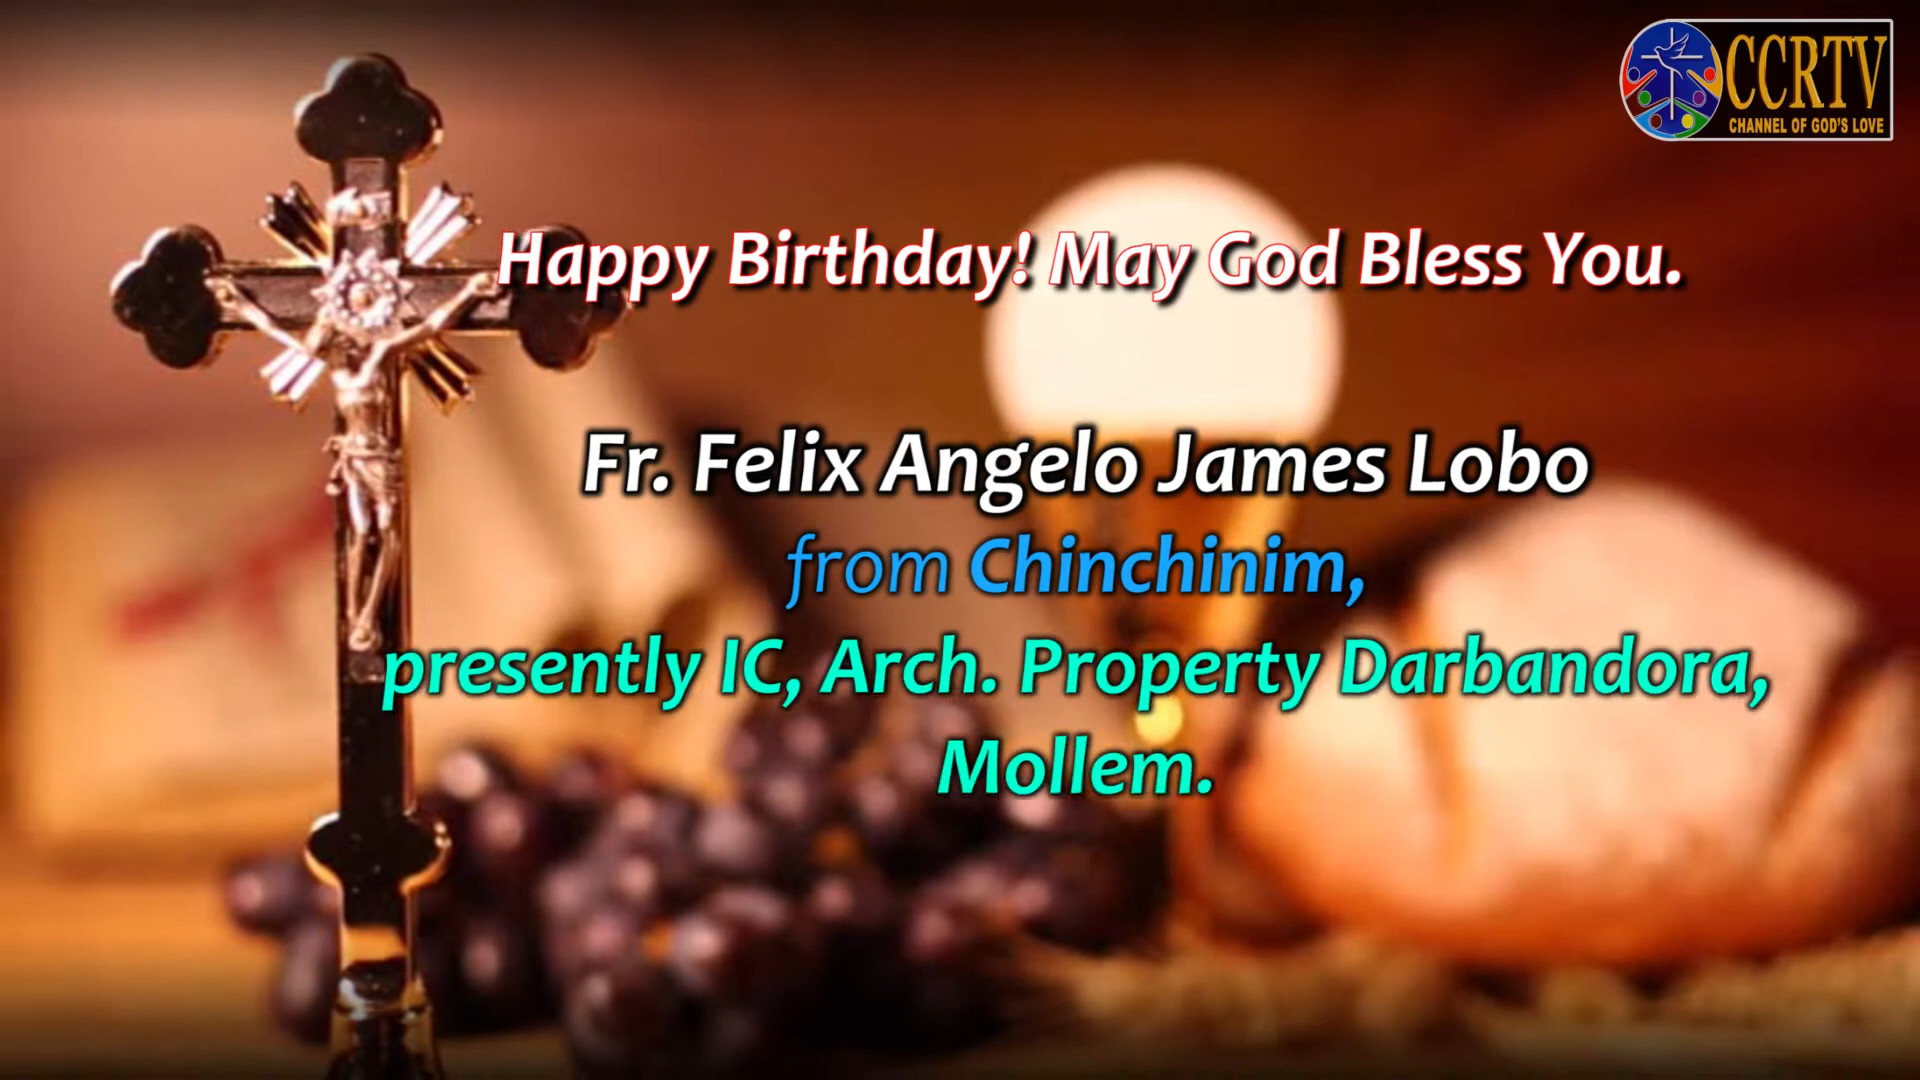 CCRTV
CHANNEL OF GOD'S LOVE
Happy Birthday! May God Bless You.
Fr. Felix Angelo James Lobo
from Chinchinim,
presently IC, Arch. Property Darbandora,
Mollem.